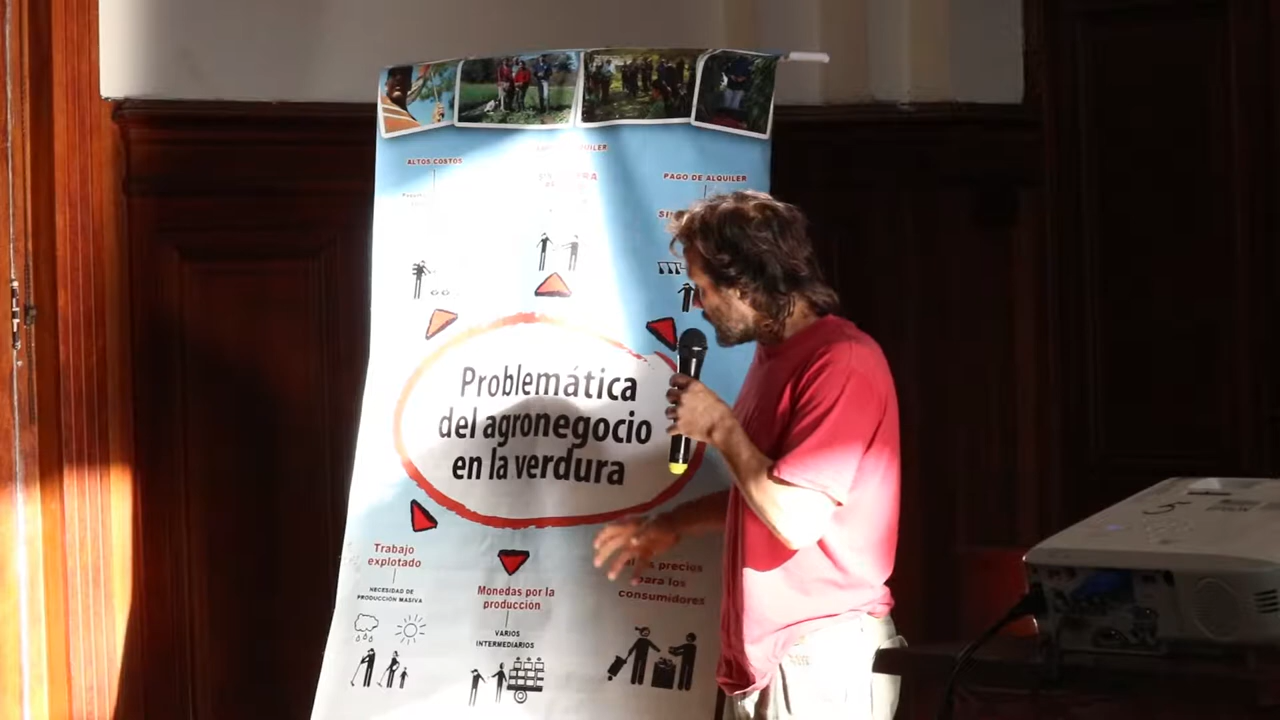 ALTOS COSTOS
PAGO DE ALQUILER
Problemática
del agronegocio
en la verdura
Trabajo
explotado
NECESIDAD DE
PRODUCCIÓN MASIVA
Monedas por la
producción
VARIOS
INTERMEDIARIOS
precios
para los
consumidores